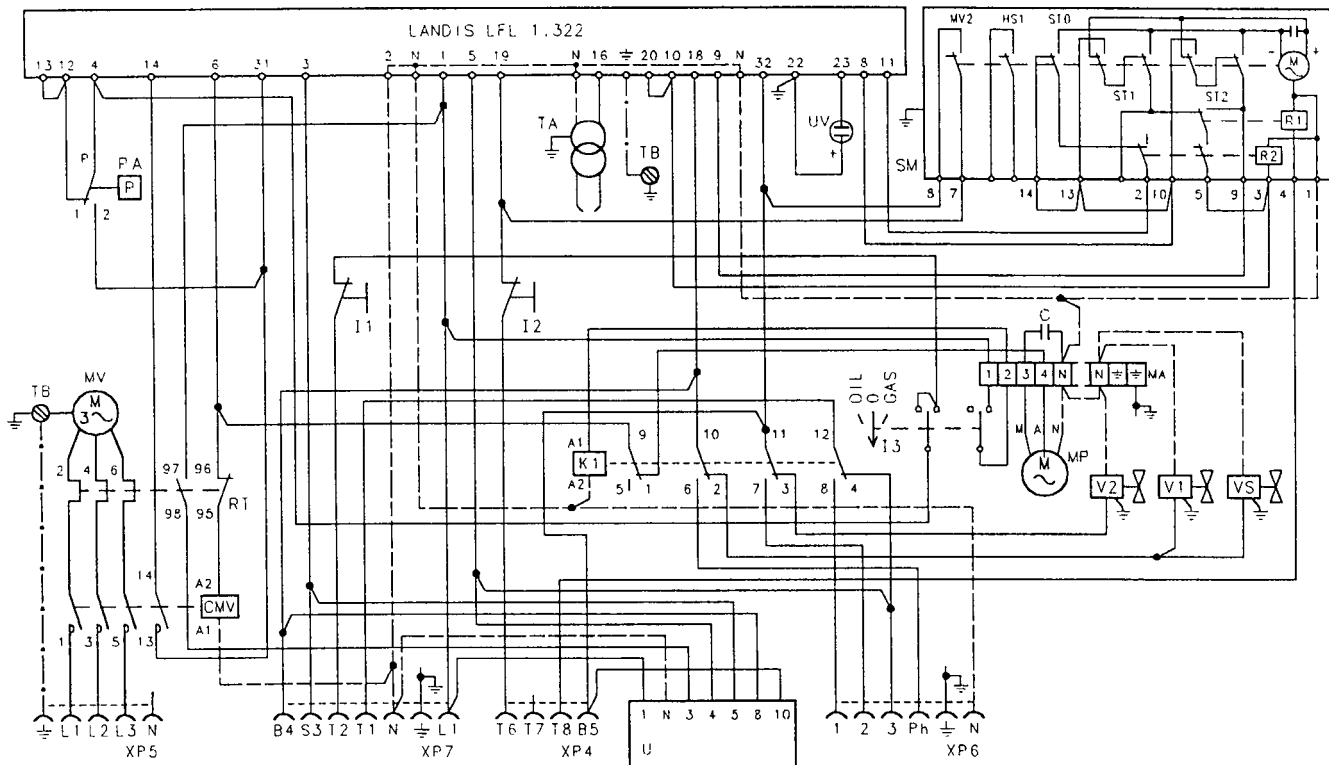 LANDIS LFL 1.322
13 12 4 14 6 31 3 2 N 1 5 19 N 16 20 10 18 9 N 32 22 23 8 11
MV2 HS1 ST0
- M +
ST1 ST2
R1
R2
SM
8 7 14 13 2 10 5 9 3 4 1
P PA
P
1 2
TA
TB
UV
+
I1
I2
C
1 2 3 4 N N MA
OIL
O
GAS
I3
M A N
M MP
TB
MV
M
3
2 4 6 97 96
98 95 RT
A1
K1
A2
9 10 11 12
5 1 6 2 7 3 8 4
V2 V1 VS
14
A2
CMV
A1
1 3 5 13
L1 L2 L3 N
XP5
B4 S3 T2 T1 N L1
XP7
T6 T7 T8 B5
XP4
1 N 3 4 5 8 10
U
1 2 3 Ph N
XP6